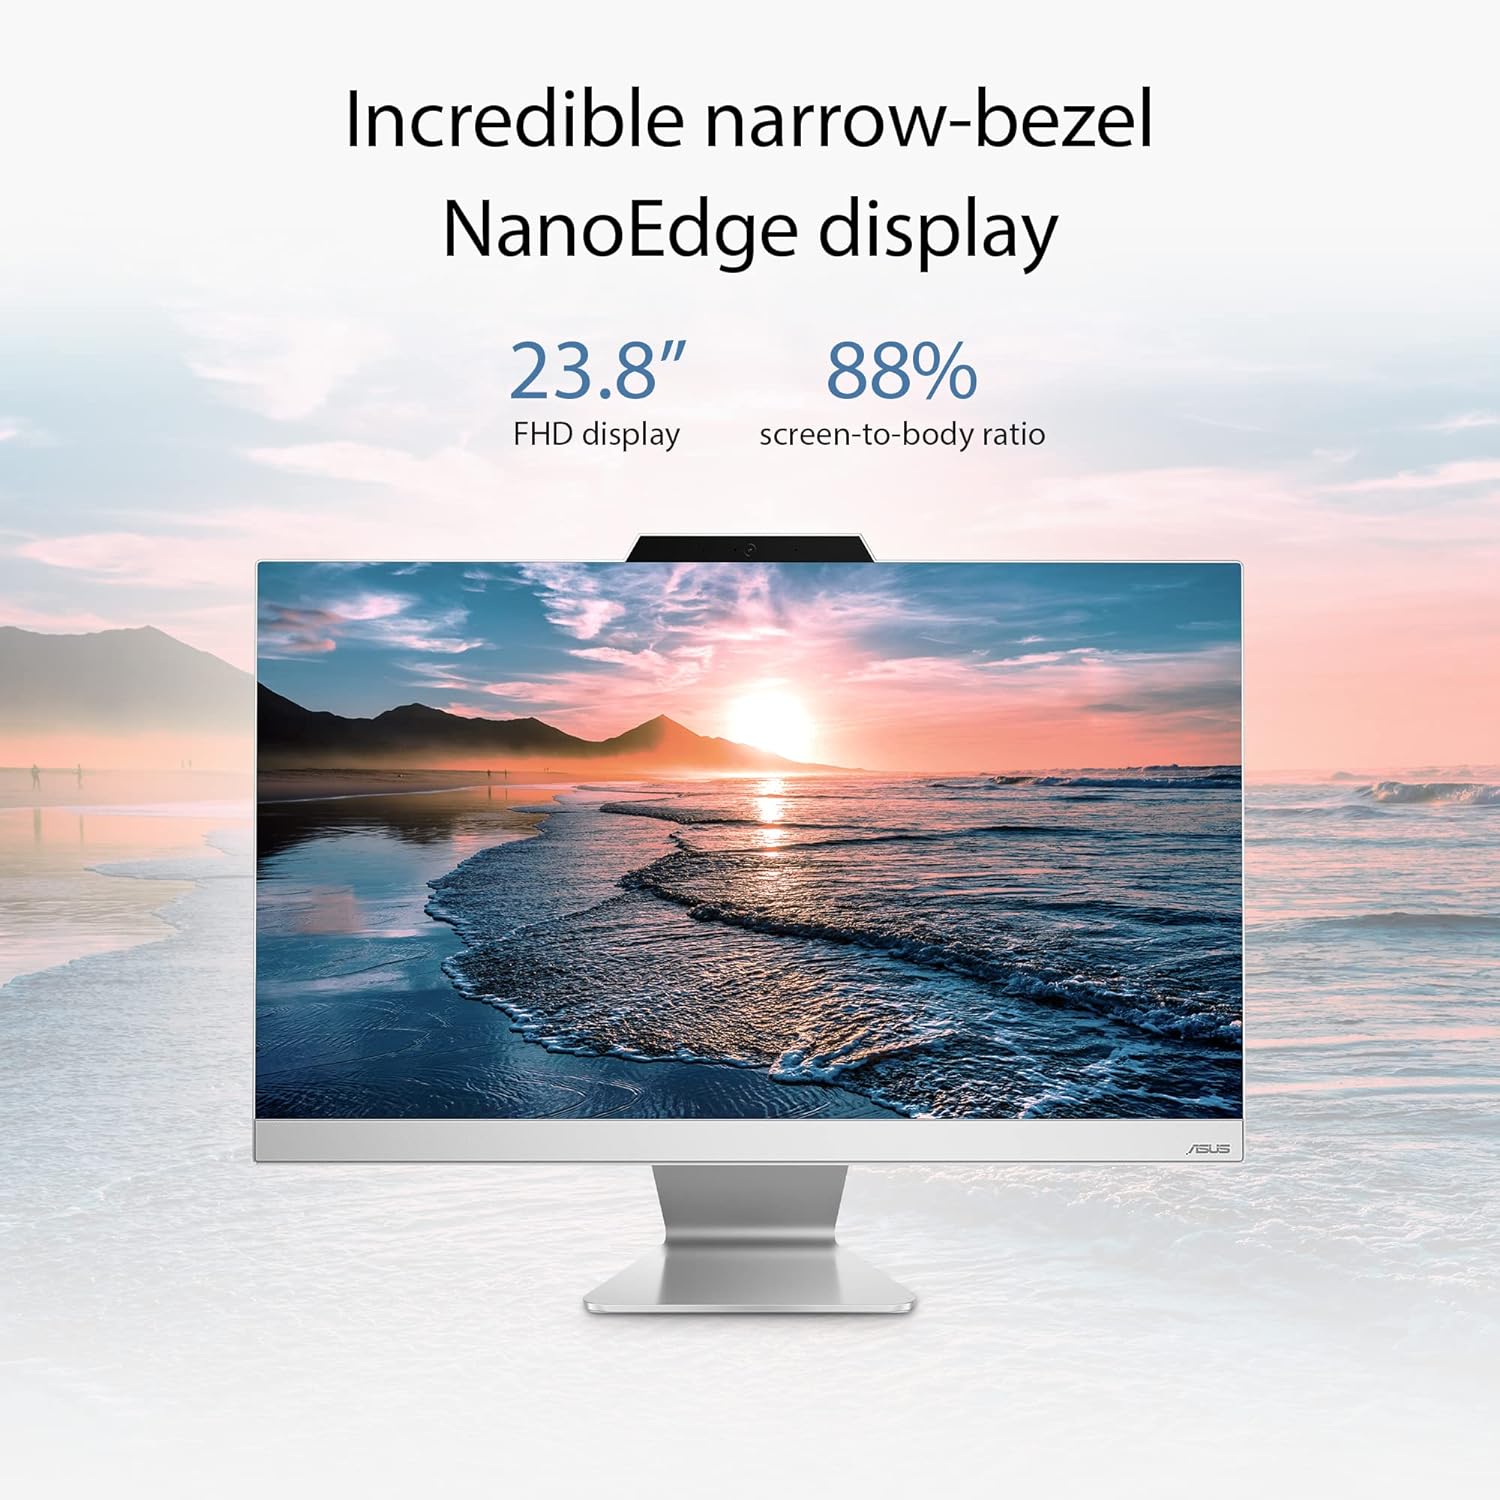 Incredible narrow-bezel
NanoEdge display
23.8” 88%
FHD display screen-to-body ratio
ASUS